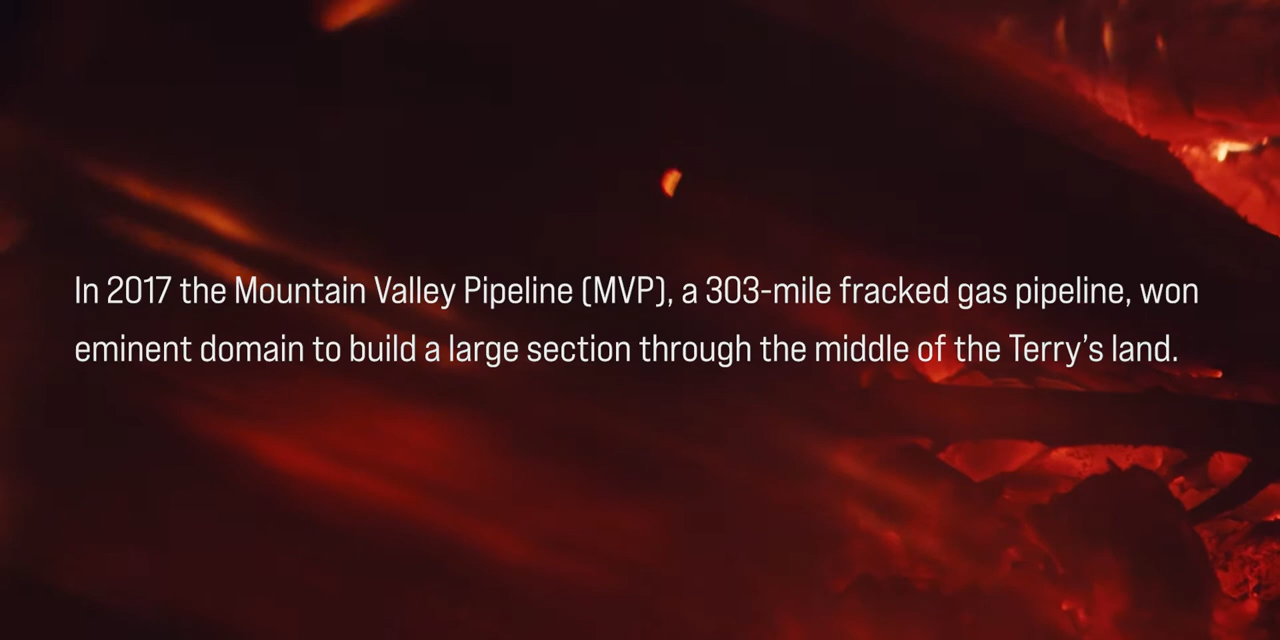 In 2017 the Mountain Valley Pipeline (MVP), a 303-mile fracked gas pipeline, won
eminent domain to build a large section through the middle of the Terry’s land.